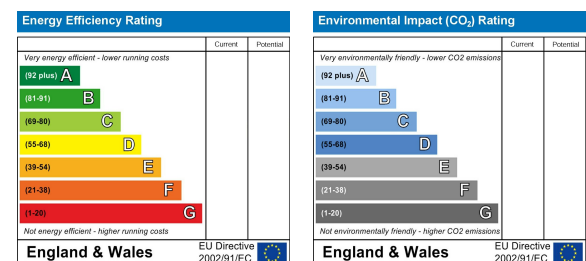 Energy Efficiency Rating
Current Potential
Very energy efficient - lower running costs
(92 plus) A
(81-91) B
(69-80) C
(55-68) D
(39-54) E
(21-38) F
(1-20) G
Not energy efficient - higher running costs
England & Wales
EU Directive
2002/91/EC
Environmental Impact (CO₂) Rating
Current Potential
Very environmentally friendly - lower CO2 emissions
(92 plus) A
(81-91) B
(69-80) C
(55-68) D
(39-54) E
(21-38) F
(1-20) G
Not environmentally friendly - higher CO2 emissions
England & Wales
EU Directive
2002/91/EC